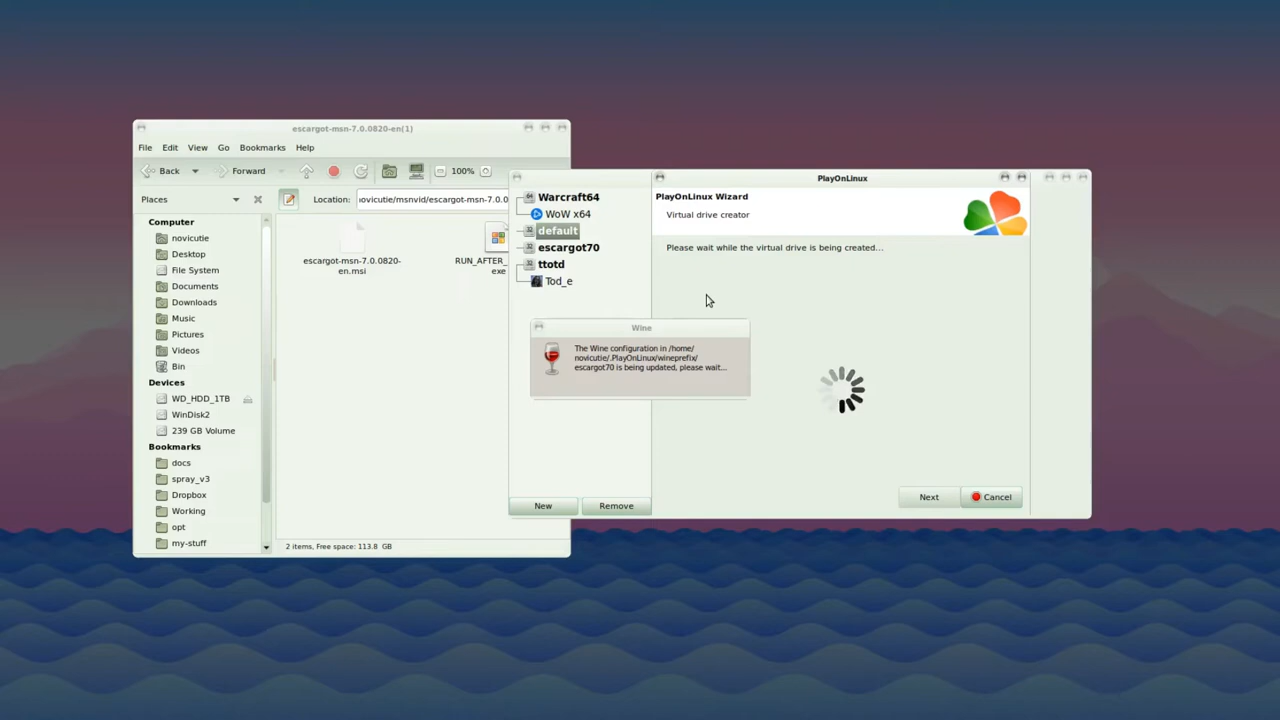 escargot-msn-7.0.0820-en(1)
File Edit View Go Bookmarks Help
Back Forward 100%
Places
Location: ovicutie/msnvid/escargot-msn-7.0.0
Computer
novicutie
Desktop
File System
Documents
Downloads
Music
Pictures
Videos
Bin
Devices
WD_HDD_1TB
WinDisk2
239 GB Volume
Bookmarks
docs
spray_v3
Dropbox
Working
opt
my-stuff
escargot-msn-7.0.0820-
en.msi
RUN_AFTER_
exe
2 items, Free space: 113.8 GB
64 Warcraft64
WoW x64
32 default
32 escargot70
32 ttotd
Tod_e
New Remove
PlayOnLinux
PlayOnLinux Wizard
Virtual drive creator
Please wait while the virtual drive is being created...
Next Cancel
Wine
The Wine configuration in /home/
novicutie/.PlayOnLinux/wineprefix/
escargot70 is being updated, please wait...